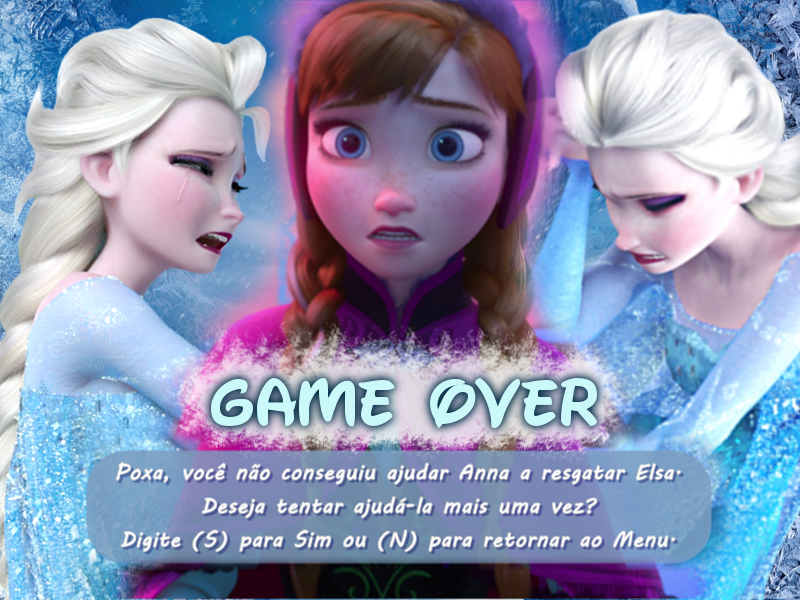 GAME OVER
Poxa, você não conseguiu ajudar Anna a resgatar Elsa.
Deseja tentar ajudá-la mais uma vez?
Digite (S) para Sim ou (N) para retornar ao Menu.